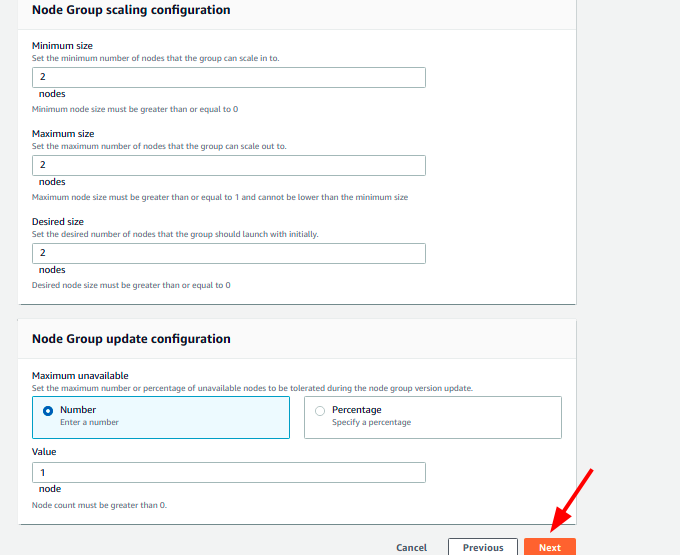 Node Group scaling configuration
Minimum size
Set the minimum number of nodes that the group can scale in to.
2
nodes
Minimum node size must be greater than or equal to 0
Maximum size
Set the maximum number of nodes that the group can scale out to.
2
nodes
Maximum node size must be greater than or equal to 1 and cannot be lower than the minimum size
Desired size
Set the desired number of nodes that the group should launch with initially.
2
nodes
Desired node size must be greater than or equal to 0
Node Group update configuration
Maximum unavailable
Set the maximum number or percentage of unavailable nodes to be tolerated during the node group version update.
Number
Enter a number
Percentage
Specify a percentage
Value
1
node
Node count must be greater than 0.
Cancel Previous Next